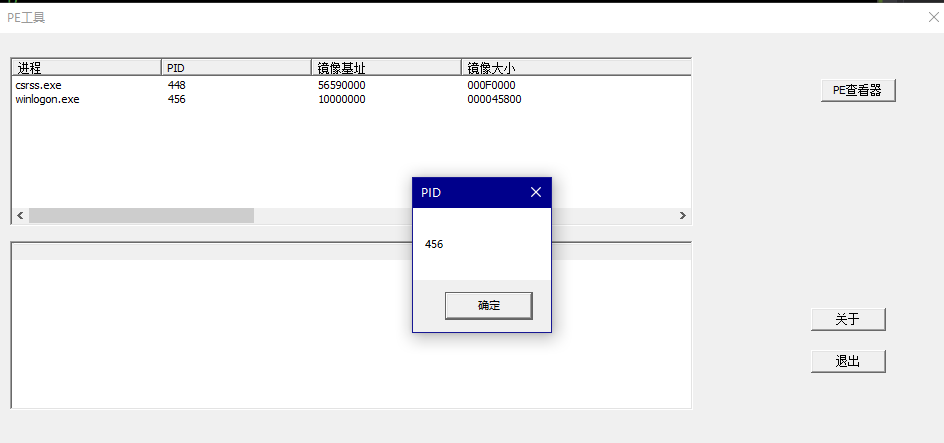 PE工具
进程 PID 镜像基址 镜像大小
csrss.exe 448 56590000 000F0000
winlogon.exe 456 10000000 000045800
PE查看器
PID
456
确定
关于
退出